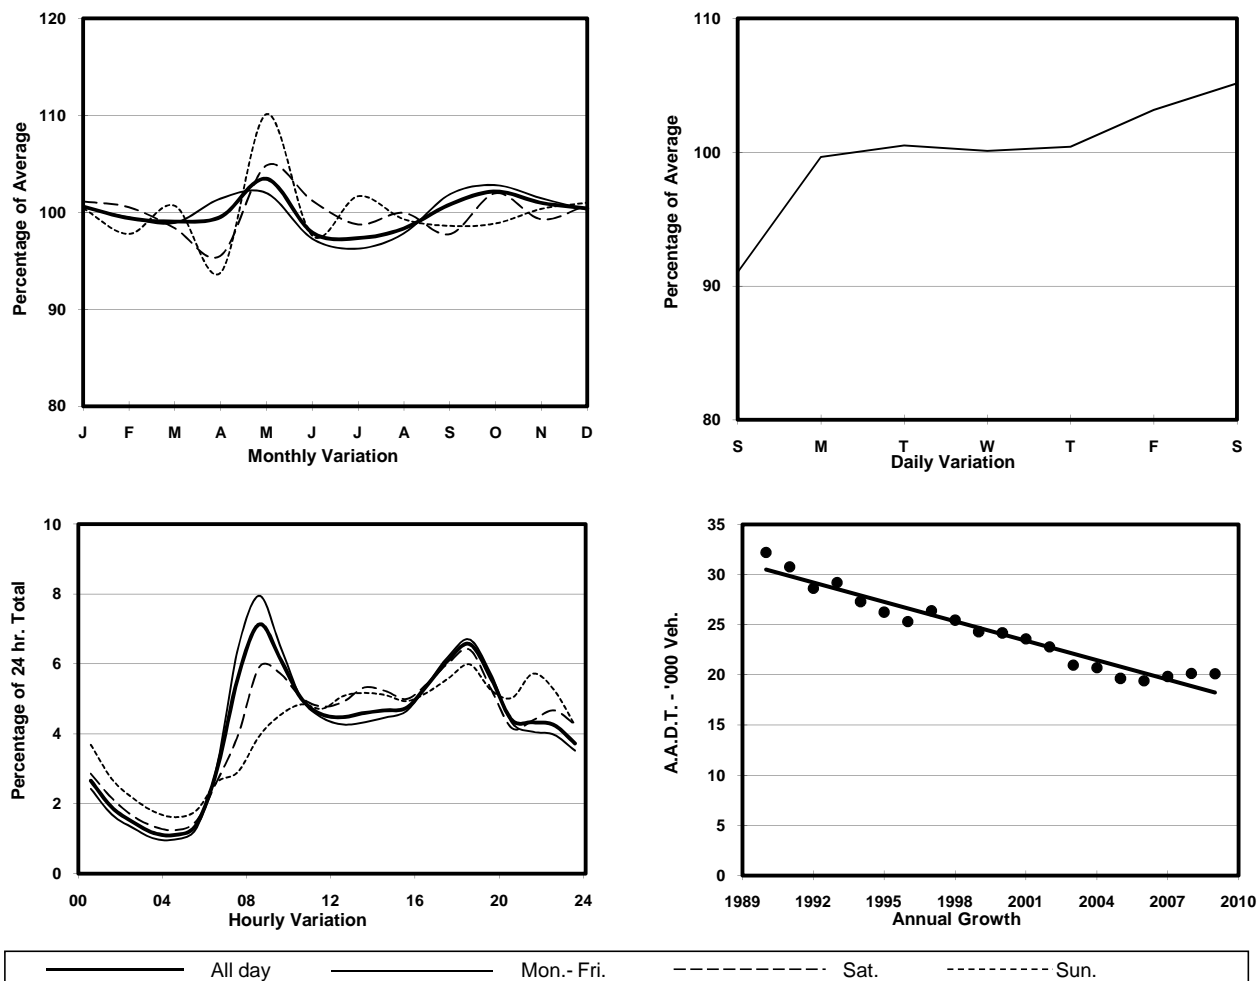 120
110
100
90
80
Percentage of Average
J F M A M J J A S O N D
Monthly Variation
110
100
90
80
Percentage of Average
S M T W T F S
Daily Variation
10
8
6
4
2
0
Percentage of 24 hr. Total
00 04 08 12 16 20 24
Hourly Variation
35
30
25
20
15
10
5
0
A.A.D.T. - '000 Veh.
1989 1992 1995 1998 2001 2004 2007 2010
Annual Growth
All day Mon.- Fri. Sat. Sun.